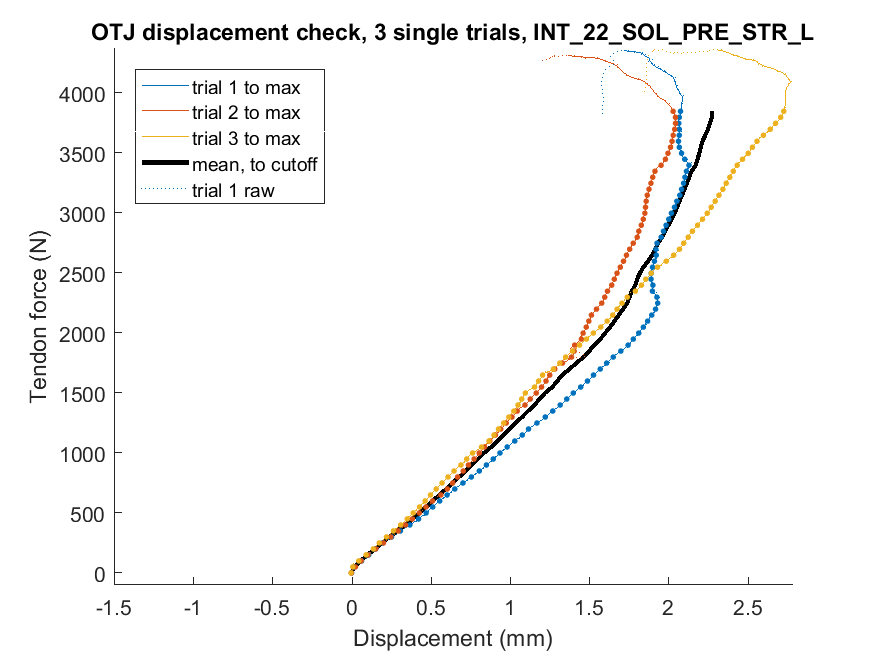 OTJ displacement check, 3 single trials, INT_22_SOL_PRE_STR_L
trial 1 to max
trial 2 to max
trial 3 to max
mean, to cutoff
trial 1 raw
Tendon force (N)
4000
3500
3000
2500
2000
1500
1000
500
0
-1.5
-1
-0.5
0
0.5
1
1.5
2
2.5
Displacement (mm)